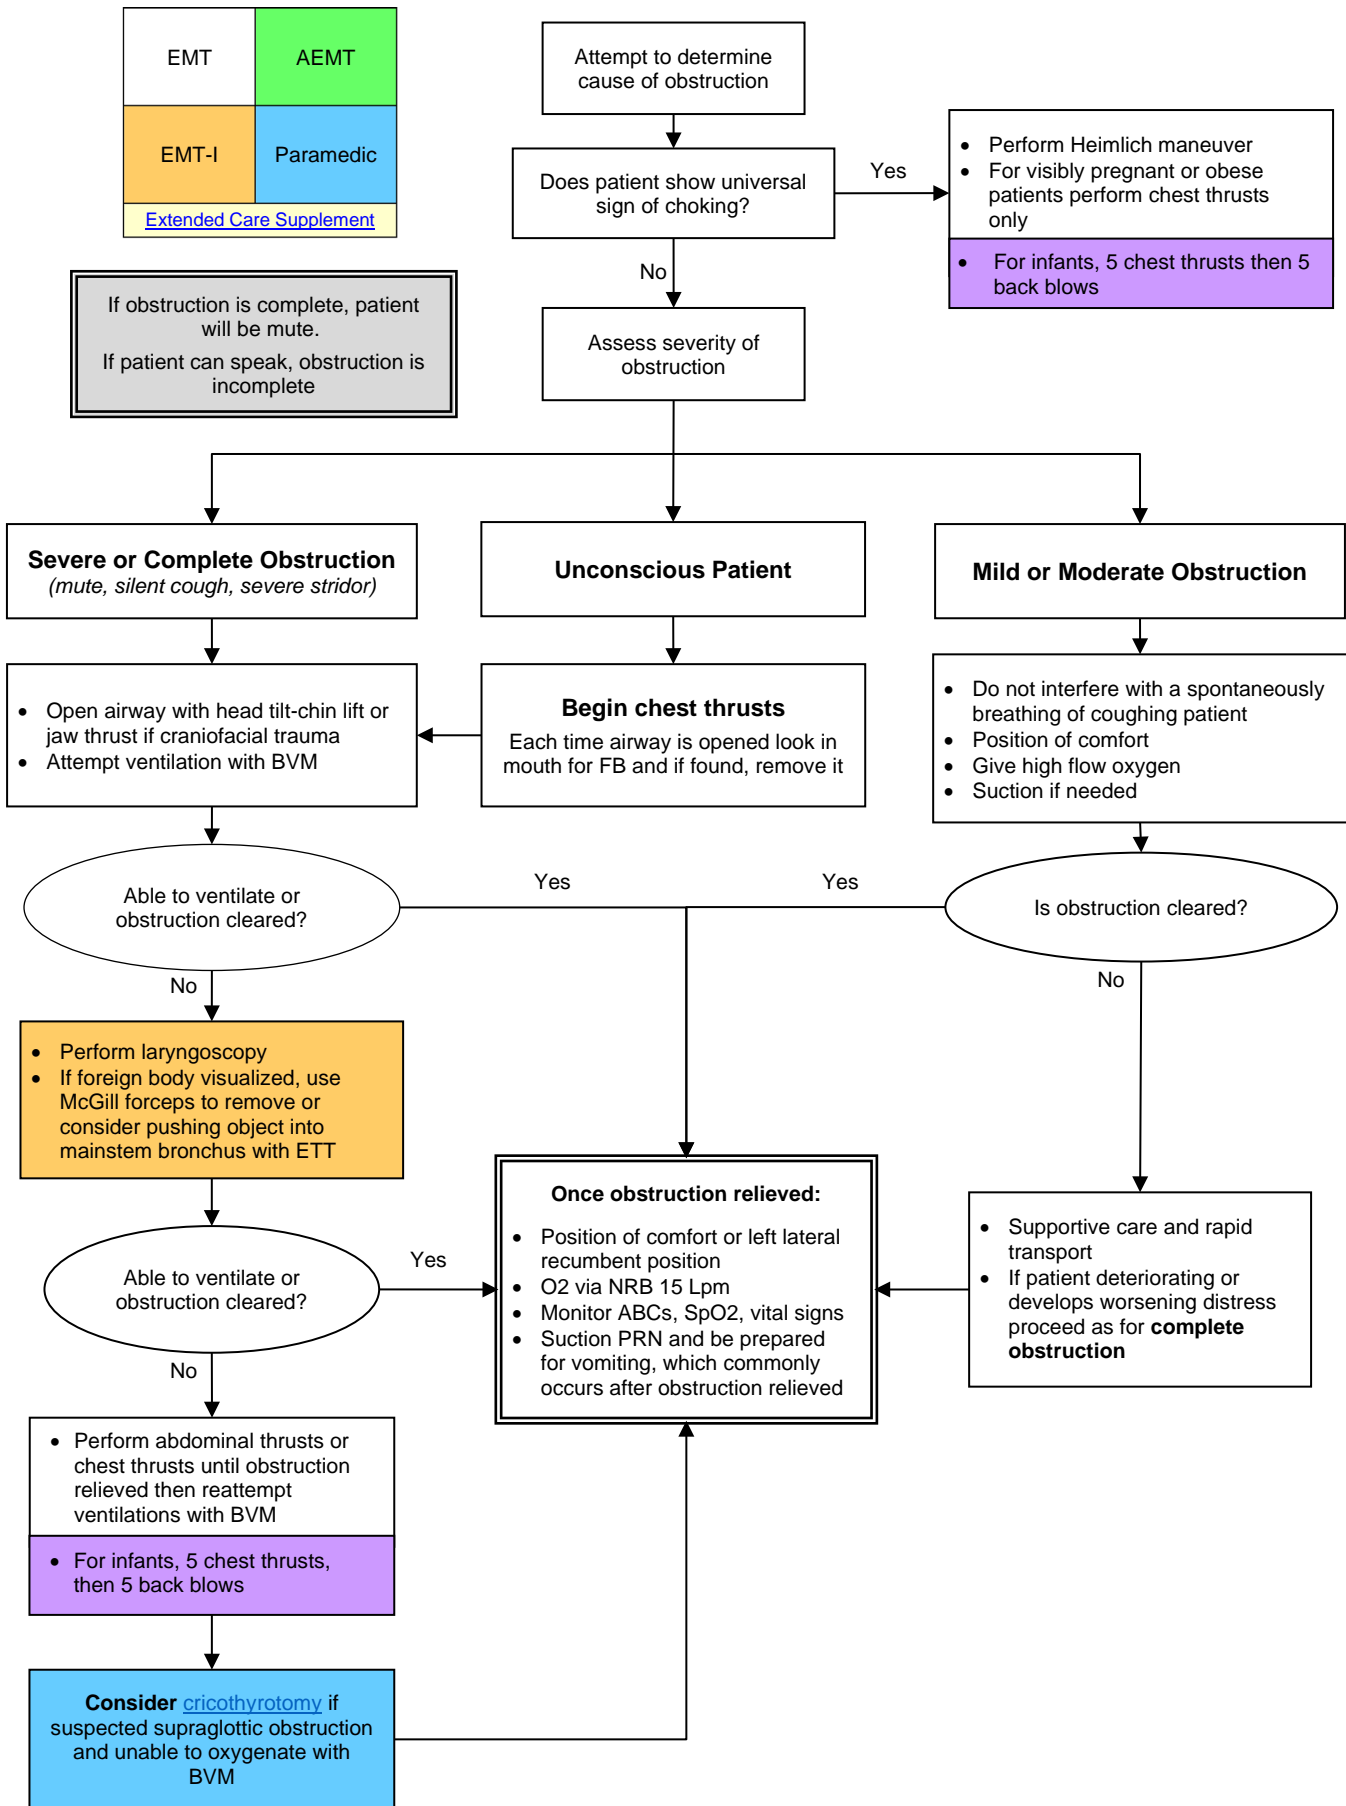 EMT
AEMT
EMT-I
Paramedic
Extended Care Supplement
Attempt to determine
cause of obstruction
Does patient show universal
sign of choking?
Yes
• Perform Heimlich maneuver
• For visibly pregnant or obese
patients perform chest thrusts
only
• For infants, 5 chest thrusts then 5
back blows
No
If obstruction is complete, patient
will be mute.
If patient can speak, obstruction is
incomplete
Assess severity of
obstruction
Severe or Complete Obstruction
(mute, silent cough, severe stridor)
Unconscious Patient
Mild or Moderate Obstruction
• Open airway with head tilt-chin lift or
jaw thrust if craniofacial trauma
• Attempt ventilation with BVM
Begin chest thrusts
Each time airway is opened look in
mouth for FB and if found, remove it
• Do not interfere with a spontaneously
breathing of coughing patient
• Position of comfort
• Give high flow oxygen
• Suction if needed
Able to ventilate or
obstruction cleared?
Yes
Yes
Is obstruction cleared?
No
No
• Perform laryngoscopy
• If foreign body visualized, use
McGill forceps to remove or
consider pushing object into
mainstem bronchus with ETT
Able to ventilate or
obstruction cleared?
Yes
Once obstruction relieved:
• Position of comfort or left lateral
recumbent position
• O2 via NRB 15 Lpm
• Monitor ABCs, SpO2, vital signs
• Suction PRN and be prepared
for vomiting, which commonly
occurs after obstruction relieved
• Supportive care and rapid
transport
• If patient deteriorating or
develops worsening distress
proceed as for complete
obstruction
No
• Perform abdominal thrusts or
chest thrusts until obstruction
relieved then reattempt
ventilations with BVM
• For infants, 5 chest thrusts,
then 5 back blows
Consider cricothyrotomy if
suspected supraglottic obstruction
and unable to oxygenate with
BVM